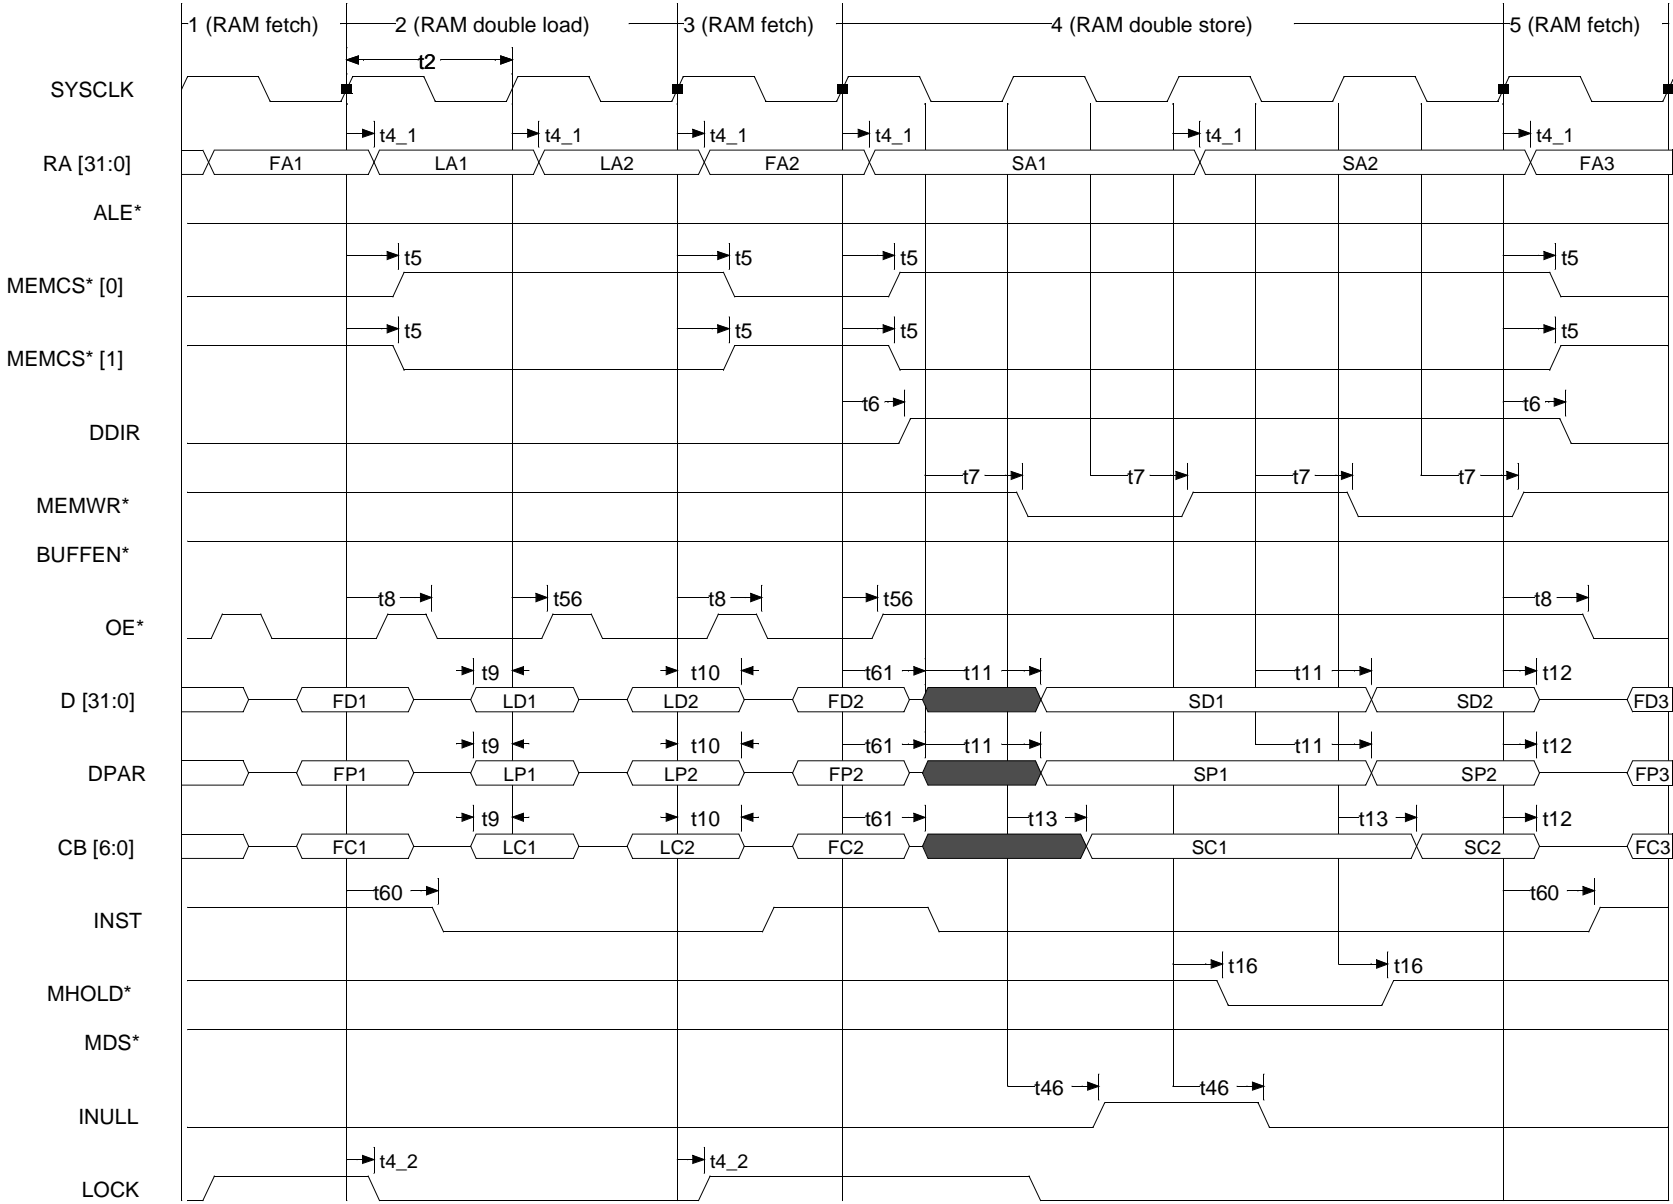 1 (RAM fetch) 2 (RAM double load) 3 (RAM fetch) 4 (RAM double store) 5 (RAM fetch)
t2
SYSCLK
t4_1 t4_1 t4_1 t4_1 t4_1 t4_1
RA [31:0] FA1 LA1 LA2 FA2 SA1 SA2 FA3
ALE*
t5 t5 t5 t5
MEMCS* [0]
t5 t5 t5 t5
MEMCS* [1]
t6 t6
DDIR
t7 t7 t7 t7
MEMWR*
BUFFEN*
t8 t56 t8 t56 t8
OE*
t9 t10 t61 t11 t11 t12
D [31:0] FD1 LD1 LD2 FD2 SD1 SD2 FD3
t9 t10 t61 t11 t11 t12
DPAR FP1 LP1 LP2 FP2 SP1 SP2 FP3
t9 t10 t61 t13 t13 t12
CB [6:0] FC1 LC1 LC2 FC2 SC1 SC2 FC3
t60 t60
INST
t16 t16
MHOLD*
MDS*
t46 t46
INULL
t4_2 t4_2
LOCK